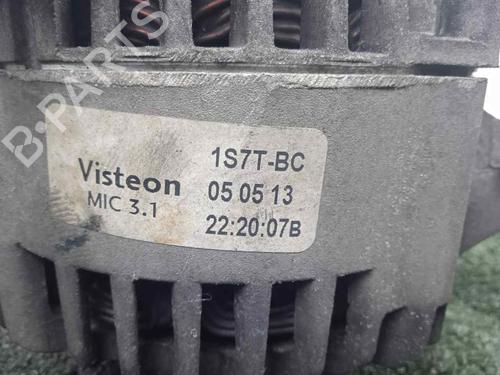 B-PARTS
Visteon
MIC 3.1
1S7T-BC
05 05 13
22:20:07B